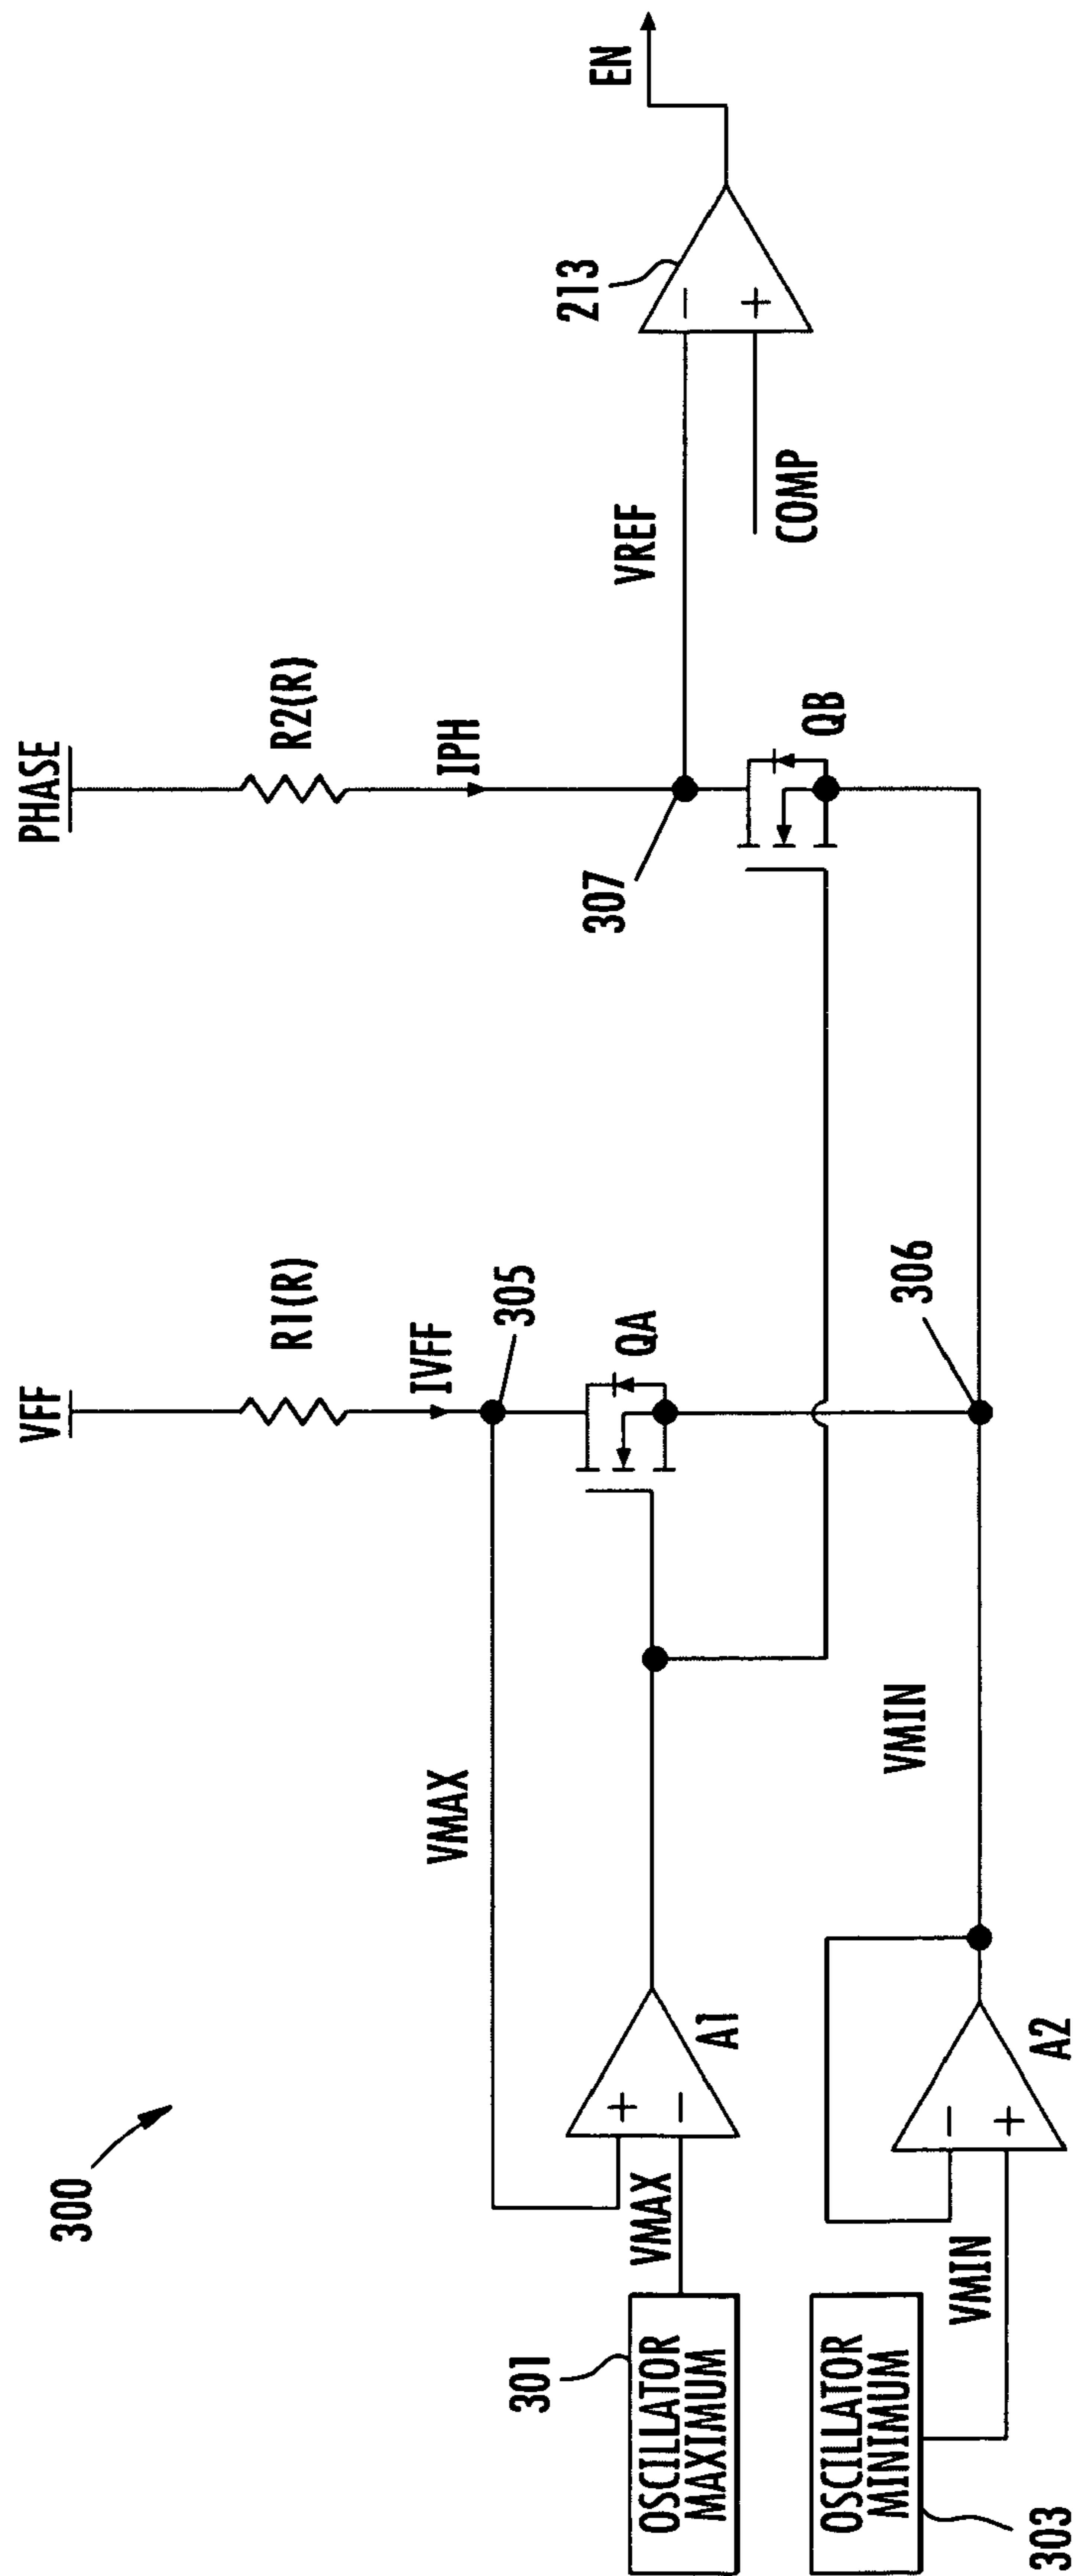 300
VFF
R1(R)
IVFF
305
VMAX
QA
PHASE
R2(R)
IPH
307
VREF
QB
213
EN
−
+
COMP
301
OSCILLATOR
MAXIMUM
VMAX
+
−
A1
303
OSCILLATOR
MINIMUM
VMIN
−
+
A2
VMIN
306